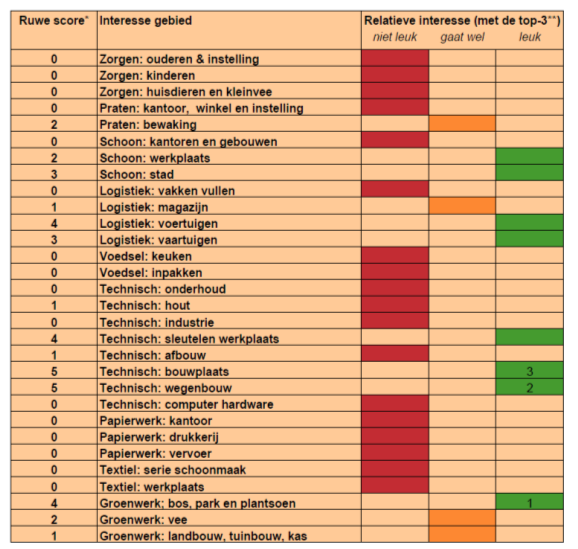 Ruwe score* Interesse gebied Relatieve interesse (met de top-3**)
niet leuk gaat wel leuk
0 Zorgen: ouderen & instelling
0 Zorgen: kinderen
0 Zorgen: huisdieren en kleinvee
0 Praten: kantoor, winkel en instelling
2 Praten: bewaking
0 Schoon: kantoren en gebouwen
2 Schoon: werkplaats
3 Schoon: stad
0 Logistiek: vakken vullen
1 Logistiek: magazijn
4 Logistiek: voertuigen
3 Logistiek: vaartuigen
0 Voedsel: keuken
0 Voedsel: inpakken
0 Technisch: onderhoud
1 Technisch: hout
0 Technisch: industrie
4 Technisch: sleutelen werkplaats
1 Technisch: afbouw
5 Technisch: bouwplaats 3
5 Technisch: wegenbouw 2
0 Technisch: computer hardware
0 Papierwerk: kantoor
0 Papierwerk: drukkerij
0 Papierwerk: vervoer
0 Textiel: serie schoonmaak
0 Textiel: werkplaats
4 Groenwerk; bos, park en plantsoen 1
2 Groenwerk: vee
1 Groenwerk: landbouw, tuinbouw, kas